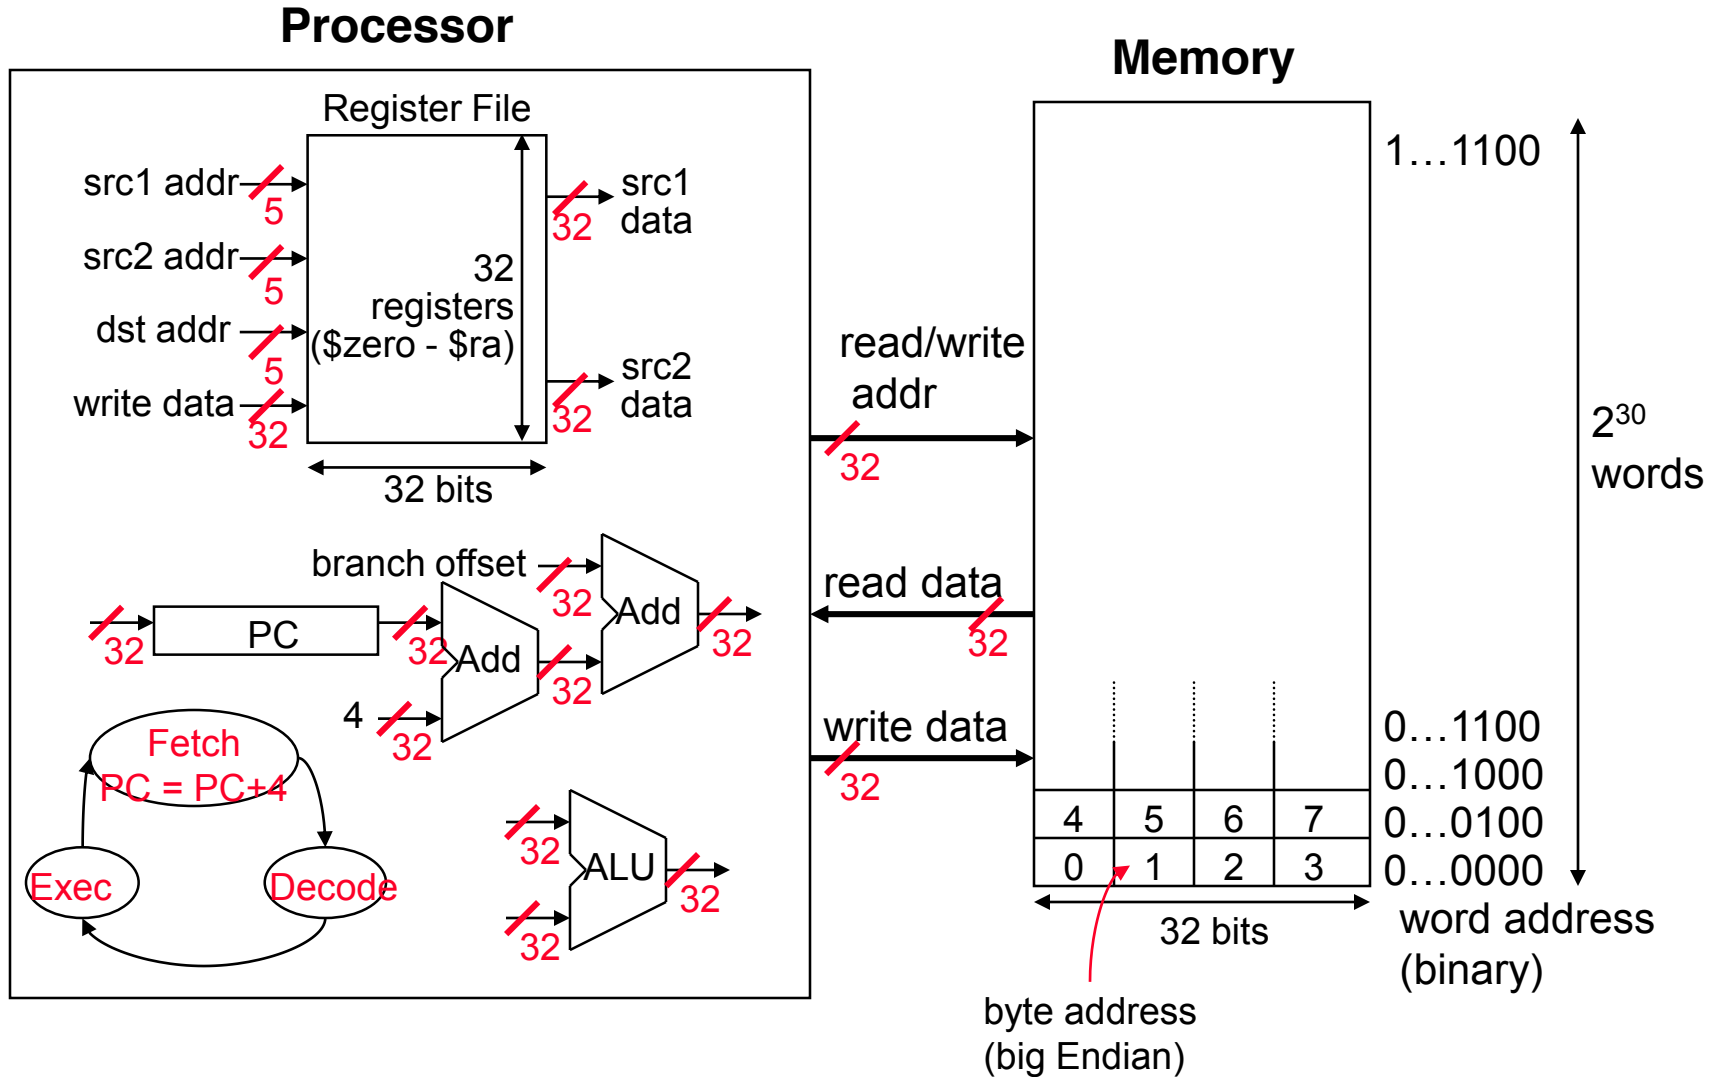 Processor
Memory
Register File
src1 addr
5
src2 addr
5
dst addr
5
write data
32
32
registers
($zero - $ra)
src1
data
32
src2
data
32
32 bits
branch offset
32
Add
32
PC
32
32
Add
32
4
32
Fetch
PC = PC+4
Exec
Decode
32
32
ALU
32
read/write
addr
32
read data
32
write data
32
1…1100
2³⁰
words
0…1100
0…1000
4 5 6 7
0…0100
0 1 2 3
0…0000
32 bits
word address
(binary)
byte address
(big Endian)